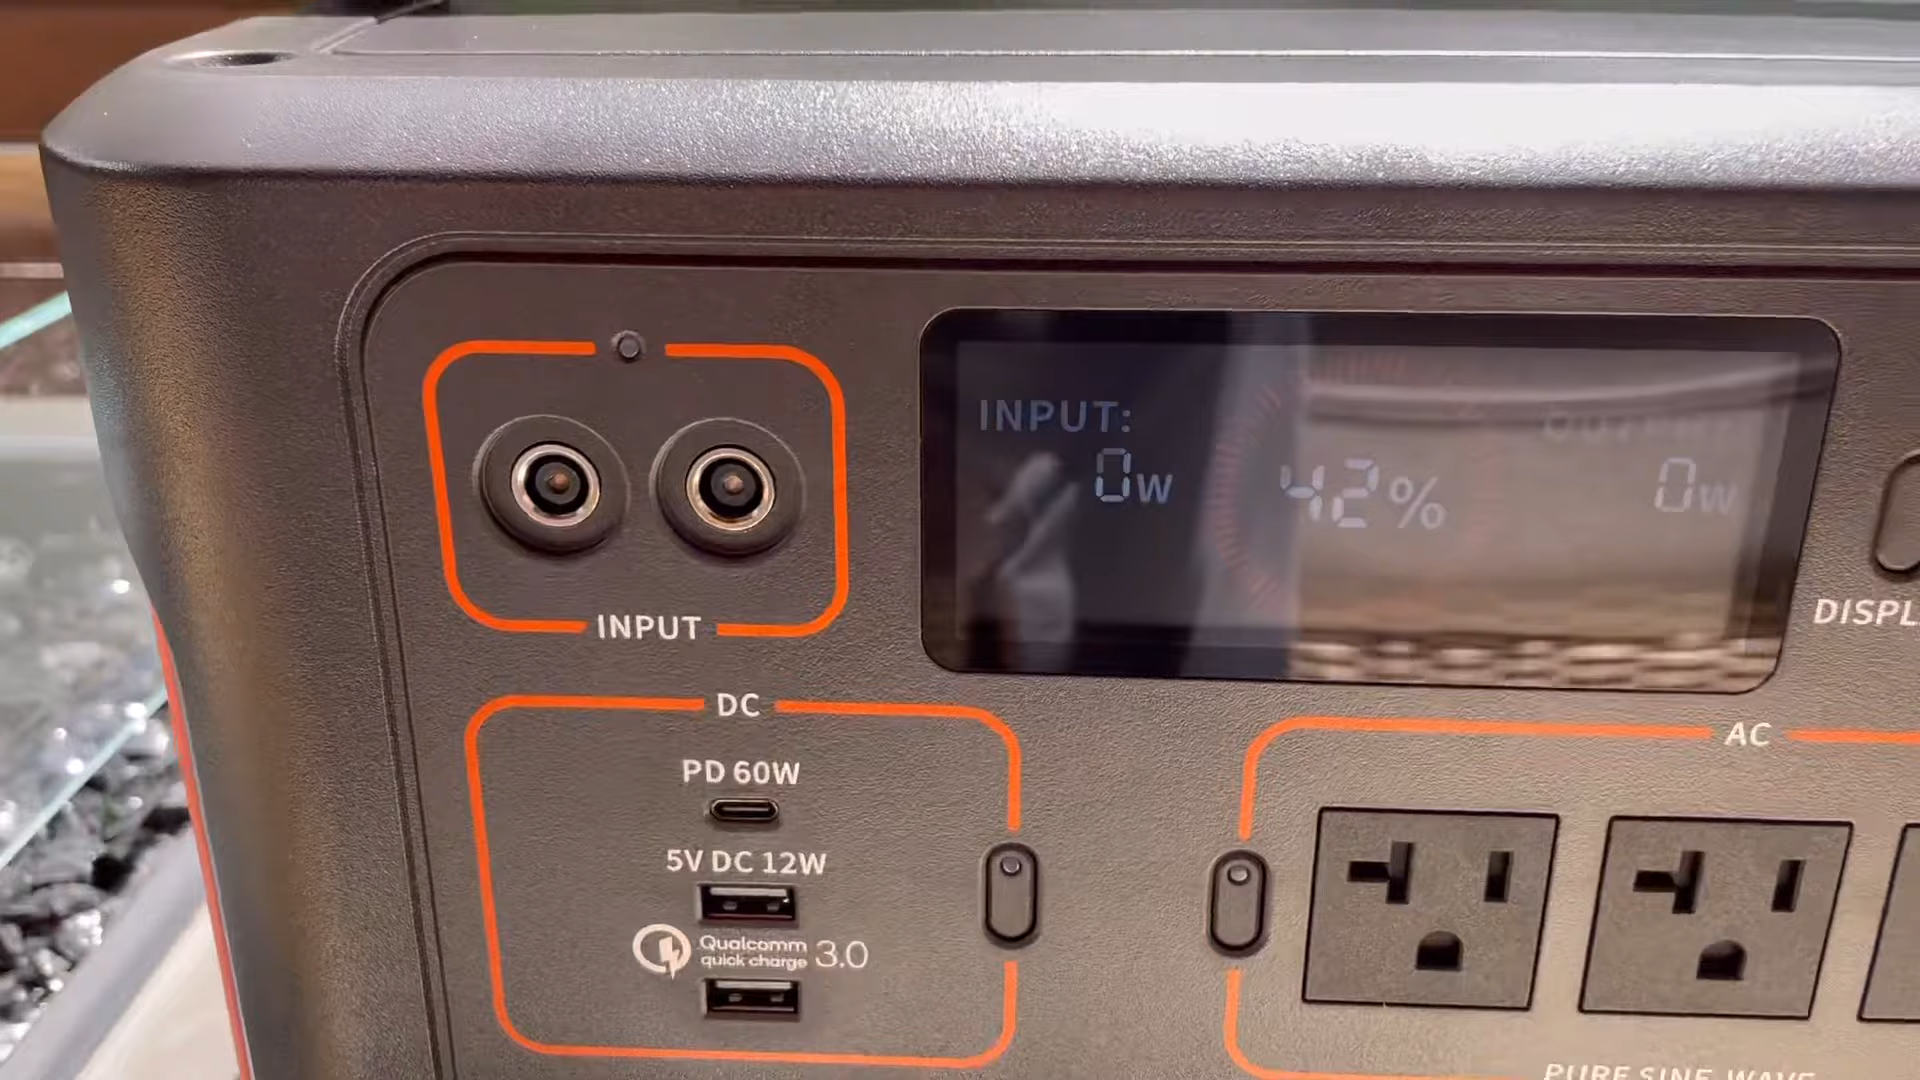 INPUT:
OUTPUT
0W
42%
0W
INPUT
DISPL
DC
AC
PD 60W
5V DC 12W
Qualcomm
quick charge 3.0
PURE SINE WAVE